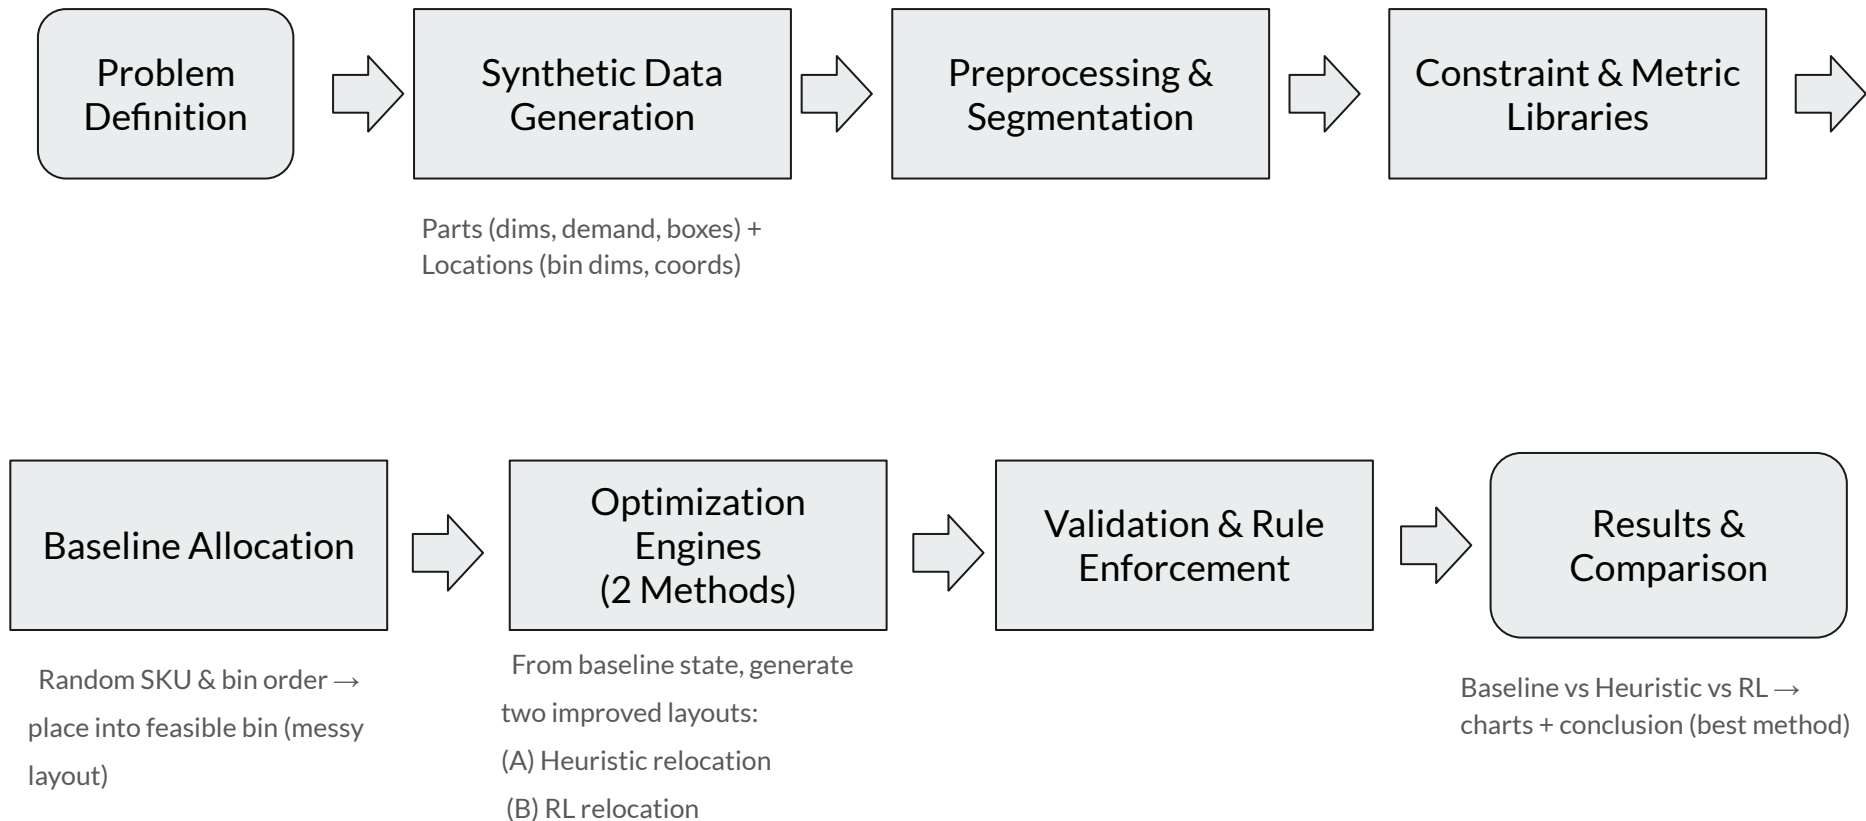 Problem
Definition
Synthetic Data
Generation
Preprocessing &
Segmentation
Constraint & Metric
Libraries
Parts (dims, demand, boxes) +
Locations (bin dims, coords)
Baseline Allocation
Optimization
Engines
(2 Methods)
Validation & Rule
Enforcement
Results &
Comparison
Random SKU & bin order →
place into feasible bin (messy
layout)
From baseline state, generate
two improved layouts:
(A) Heuristic relocation
(B) RL relocation
Baseline vs Heuristic vs RL →
charts + conclusion (best method)